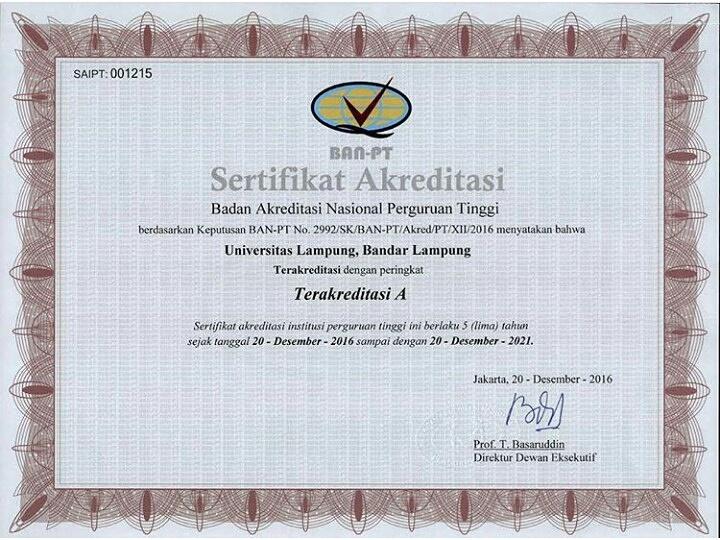 SAIPT: 001215
BAN-PT
Sertifikat Akreditasi
Badan Akreditasi Nasional Perguruan Tinggi
berdasarkan Keputusan BAN-PT No. 2992/SK/BAN-PT/Akred/PT/XII/2016 menyatakan bahwa
Universitas Lampung, Bandar Lampung
Terakreditasi dengan peringkat
Terakreditasi A
Sertifikat akreditasi institusi perguruan tinggi ini berlaku 5 (lima) tahun
sejak tanggal 20 - Desember - 2016 sampai dengan 20 - Desember - 2021.
Jakarta, 20 - Desember - 2016
Prof. T. Basaruddin
Direktur Dewan Eksekutif